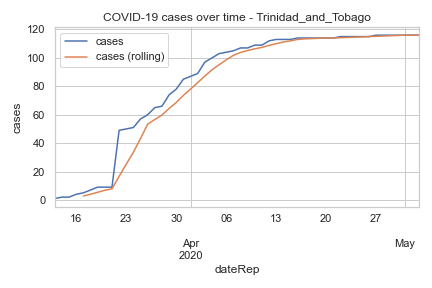 COVID-19 cases over time - Trinidad_and_Tobago
cases
cases (rolling)
cases
120
100
80
60
40
20
0
16 23 30 06 13 20 27
Apr May
2020
dateRep